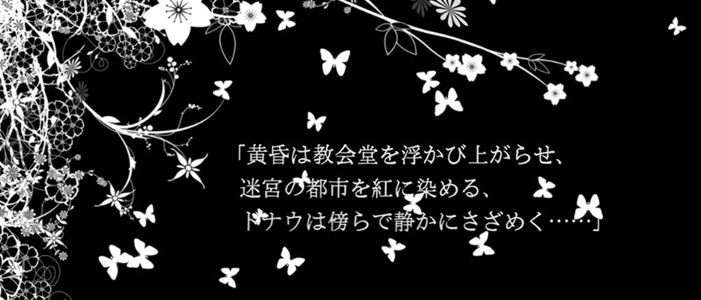 「黄昏は教会堂を浮かび上がらせ、
迷宮の都市を紅に染める、
ドナウは傍らで静かにさざめく……」